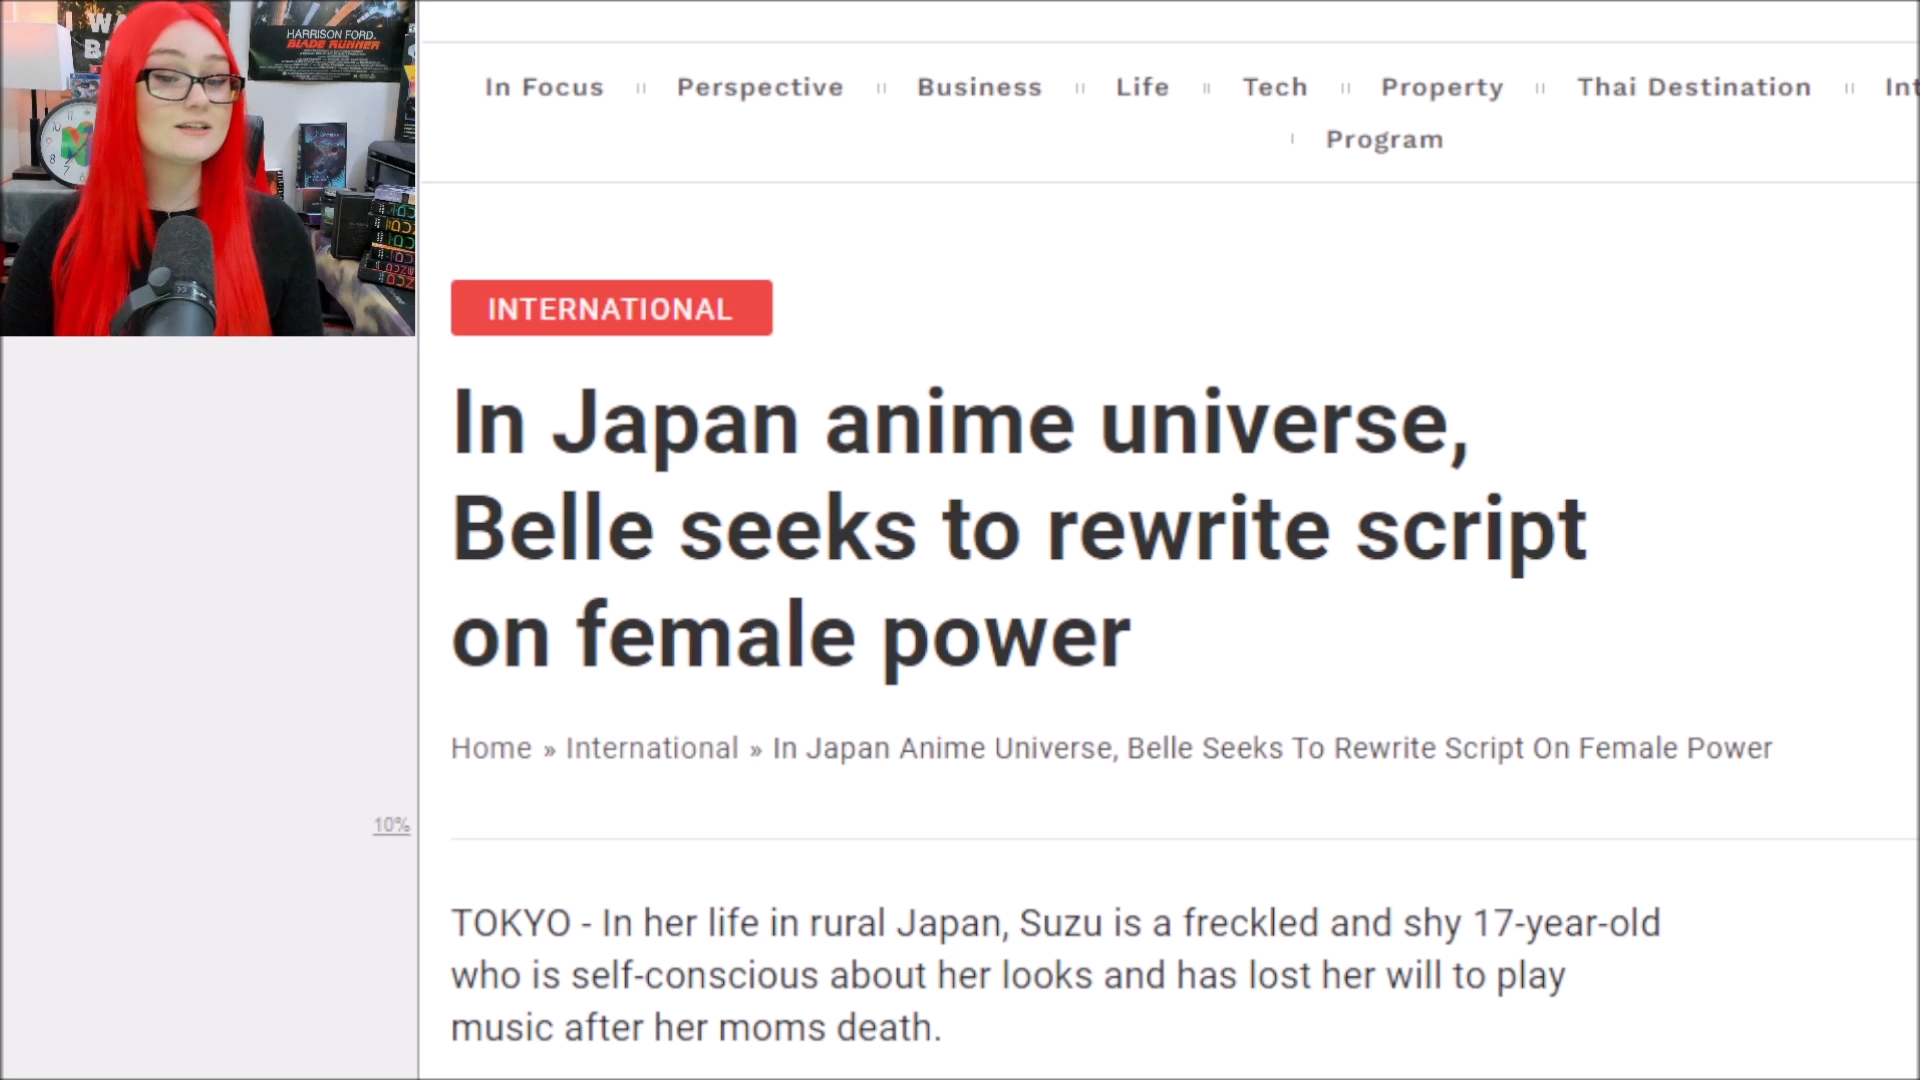 HARRISON FORD.
BLADE RUNNER
In Focus
Perspective
Business
Life
Tech
Property
Thai Destination
Program
INTERNATIONAL
In Japan anime universe,
Belle seeks to rewrite script
on female power
Home » International » In Japan Anime Universe, Belle Seeks To Rewrite Script On Female Power
10%
TOKYO - In her life in rural Japan, Suzu is a freckled and shy 17-year-old
who is self-conscious about her looks and has lost her will to play
music after her moms death.